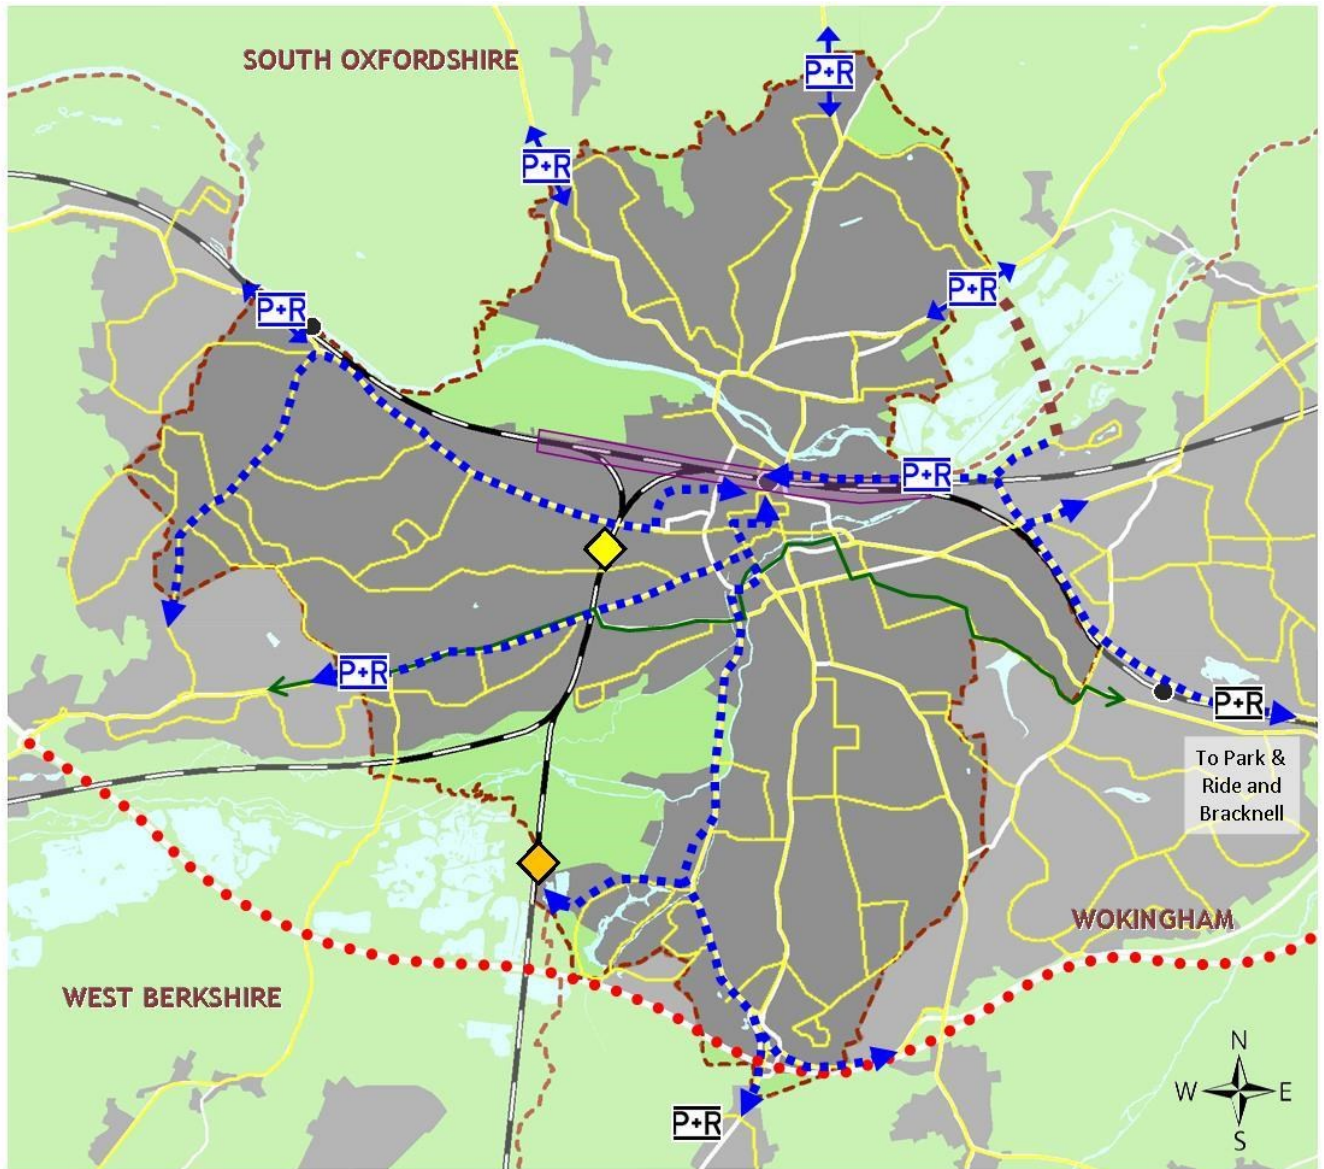 SOUTH OXFORDSHIRE
P+R
P+R
P+R
P+R
P+R
P+R
P+R
To Park &
Ride and
Bracknell
WOKINGHAM
WEST BERKSHIRE
P+R
N
W E
S